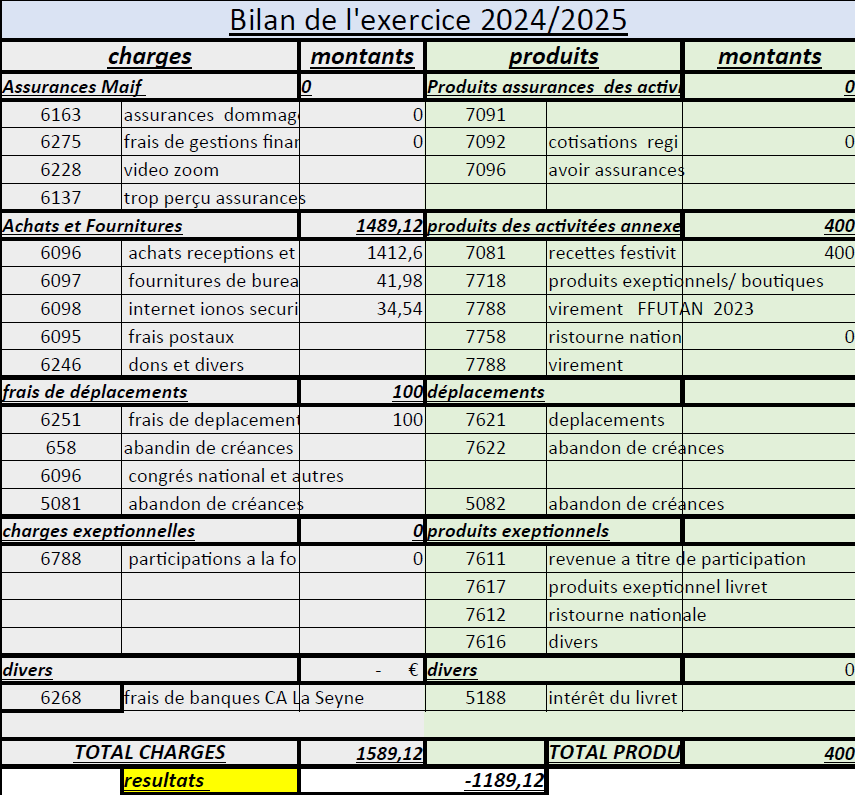 Bilan de l'exercice 2024/2025
charges montants produits montants
Assurances Maif 0 Produits assurances des activi 0
6163 assurances dommag 0 7091
6275 frais de gestions finar 0 7092 cotisations regi 0
6228 video zoom 7096 avoir assurances
6137 trop perçu assurances
Achats et Fournitures 1489,12 produits des activitées annexe 400
6096 achats receptions et 1412,6 7081 recettes festivit 400
6097 fournitures de burea 41,98 7718 produits exeptionnels/ boutiques
6098 internet ionos securi 34,54 7788 virement FFUTAN 2023
6095 frais postaux 7758 ristourne nation 0
6246 dons et divers 7788 virement
frais de déplacements 100 déplacements
6251 frais de deplacement 100 7621 deplacements
658 abandin de créances 7622 abandon de créances
6096 congrés national et autres
5081 abandon de créances 5082 abandon de créances
charges exeptionnelles 0 produits exeptionnels
6788 participations a la fo 0 7611 revenue a titre de participation
7617 produits exeptionnel livret
7612 ristourne nationale
7616 divers
divers - € divers 0
6268 frais de banques CA La Seyne 5188 intérêt du livret
TOTAL CHARGES 1589,12 TOTAL PRODU 400
resultats -1189,12